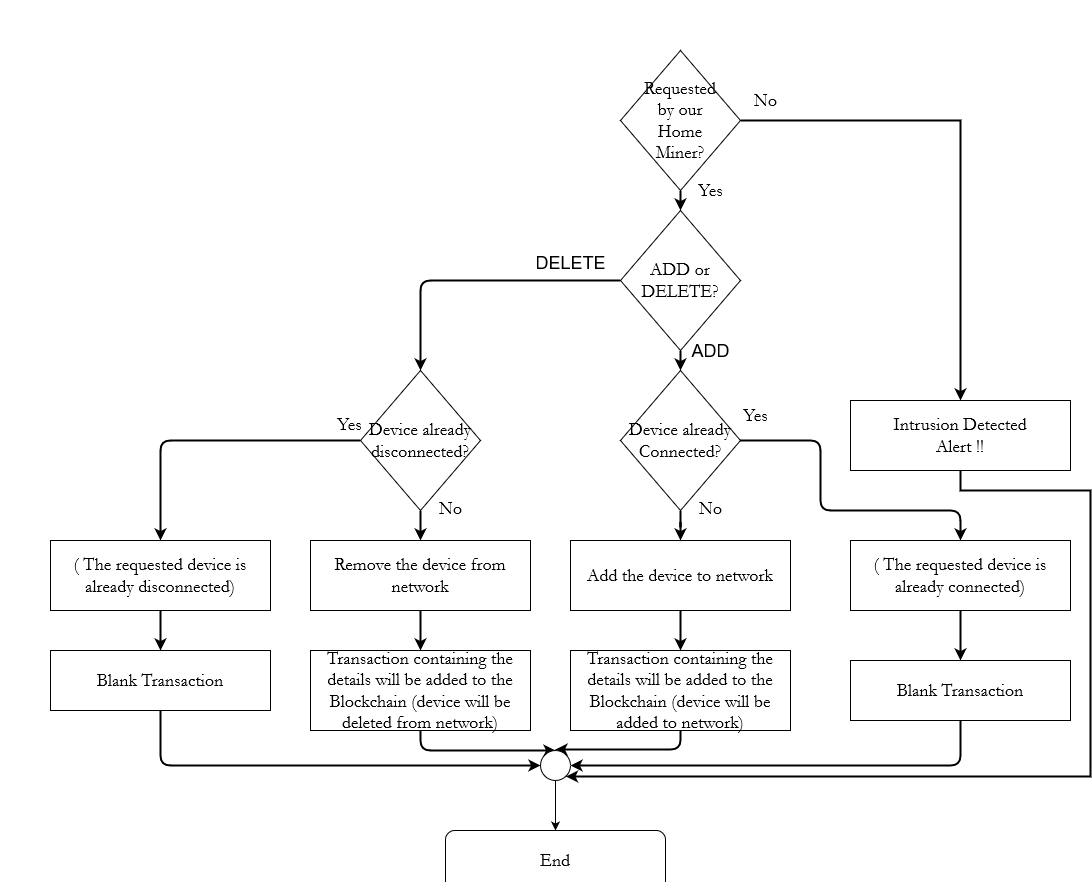 Requested
by our
Home
Miner?
No
Yes
DELETE
ADD or
DELETE?
ADD
Yes
Device already
disconnected?
No
Device already
Connected?
Yes
No
Intrusion Detected
Alert !!
( The requested device is
already disconnected)
Remove the device from
network
Add the device to network
( The requested device is
already connected)
Blank Transaction
Transaction containing the
details will be added to the
Blockchain (device will be
deleted from network)
Transaction containing the
details will be added to the
Blockchain (device will be
added to network)
Blank Transaction
End